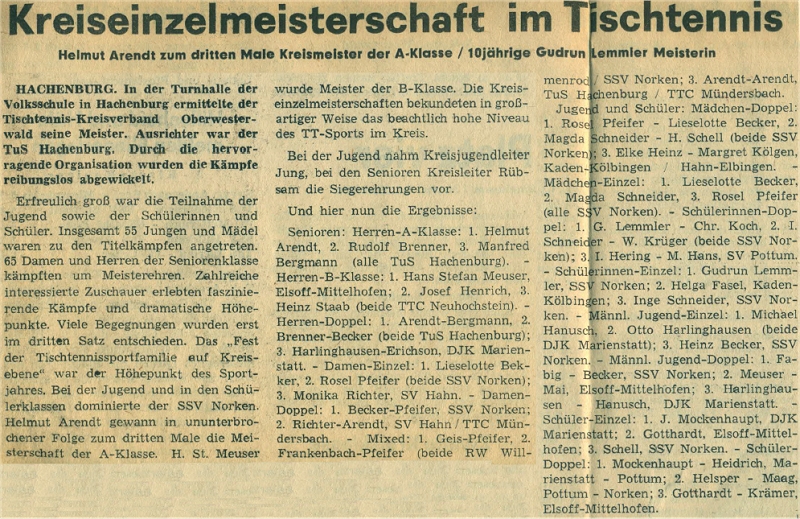 Kreiseinzelmeisterschaft im Tischtennis
Helmut Arendt zum dritten Male Kreismeister der A-Klasse / 10jährige Gudrun Lemmler Meisterin
HACHENBURG. In der Turnhalle der
Volksschule in Hachenburg ermittelte der
Tischtennis-Kreisverband Oberwester-
wald seine Meister. Ausrichter war der
TuS Hachenburg. Durch die hervor-
ragende Organisation wurden die Kämpfe
reibungslos abgewickelt.
Erfreulich groß war die Teilnahme der
Jugend sowie der Schülerinnen und
Schüler. Insgesamt 55 Jungen und Mädel
waren zu den Titelkämpfen angetreten.
65 Damen und Herren der Seniorenklasse
kämpften um Meisterehren. Zahlreiche
interessierte Zuschauer erlebten faszinie-
rende Kämpfe und dramatische Höhe-
punkte. Viele Begegnungen wurden erst
im dritten Satz entschieden. Das „Fest
der Tischtennissportfamilie auf Kreis-
ebene" war der Höhepunkt des Sport-
jahres. Bei der Jugend und in den Schü-
lerklassen dominierte der SSV Norken.
Helmut Arendt gewann in ununterbro-
chener Folge zum dritten Male die Mei-
sterschaft der A-Klasse. H. St. Meuser
wurde Meister der B-Klasse. Die Kreis-
einzelmeisterschaften bekundeten in groß-
artiger Weise das beachtlich hohe Niveau
des TT-Sports im Kreis.
Bei der Jugend nahm Kreisjugendleiter
Jung, bei den Senioren Kreisleiter Rüb-
sam die Siegerehrungen vor.
Und hier nun die Ergebnisse:
Senioren: Herren-A-Klasse: 1. Helmut
Arendt, 2. Rudolf Brenner, 3. Manfred
Bergmann (alle TuS Hachenburg). -
Herren-B-Klasse: 1. Hans Stefan Meuser,
Elsoff-Mittelhofen; 2. Josef Henrich, 3.
Heinz Staab (beide TTC Neuhochstein). -
Herren-Doppel: 1. Arendt-Bergmann, 2.
Brenner-Becker (beide TuS Hachenburg);
3. Harlinghausen-Erichson, DJK Marien-
statt. - Damen-Einzel: 1. Lieselotte Bek-
ker, 2. Rosel Pfeifer (beide SSV Norken);
3. Monika Richter, SV Hahn. - Damen-
Doppel: 1. Becker-Pfeifer, SSV Norken;
2. Richter-Arendt, SV Hahn / TTC Mün-
dersbach. - Mixed: 1. Geis-Pfeifer, 2.
Frankenbach-Pfeifer (beide RW Will-
menrod / SSV Norken; 3. Arendt-Arendt,
TuS Hachenburg / TTC Mündersbach.
Jugend und Schüler: Mädchen-Doppel:
1. Rosel Pfeifer - Lieselotte Becker, 2.
Magda Schneider - H. Schell (beide SSV
Norken); 3. Elke Heinz - Margret Kölgen,
Kaden-Kölbingen / Hahn-Elbingen. -
Mädchen-Einzel: 1. Lieselotte Becker,
2. Magda Schneider, 3. Rosel Pfeifer
(alle SSV Norken). - Schülerinnen-Dop-
pel: 1. G. Lemmler - Chr. Koch, 2. I.
Schneider - W. Krüger (beide SSV Nor-
ken); 3. I. Hering - M. Hans, SV Pottum.
- Schülerinnen-Einzel: 1. Gudrun Lemm-
ler, SSV Norken; 2. Helga Fasel, Kaden-
Kölbingen; 3. Inge Schneider, SSV Nor-
ken. - Männl. Jugend-Einzel: 1. Michael
Hanusch, 2. Otto Harlinghausen (beide
DJK Marienstatt); 3. Heinz Becker, SSV
Norken. - Männl. Jugend-Doppel: 1. Fa-
big - Becker, SSV Norken; 2. Meuser -
Mai, Elsoff-Mittelhofen; 3. Harlinghau-
sen - Hanusch, DJK Marienstatt. -
Schüler-Einzel: 1. J. Mockenhaupt, DJK
Marienstatt; 2. Gotthardt, Elsoff-Mittel-
hofen; 3. Schell, SSV Norken. - Schüler-
Doppel: 1. Mockenhaupt - Heidrich, Ma-
rienstatt - Pottum; 2. Helsper - Maag,
Pottum - Norken; 3. Gotthardt - Krämer,
Elsoff-Mittelhofen.